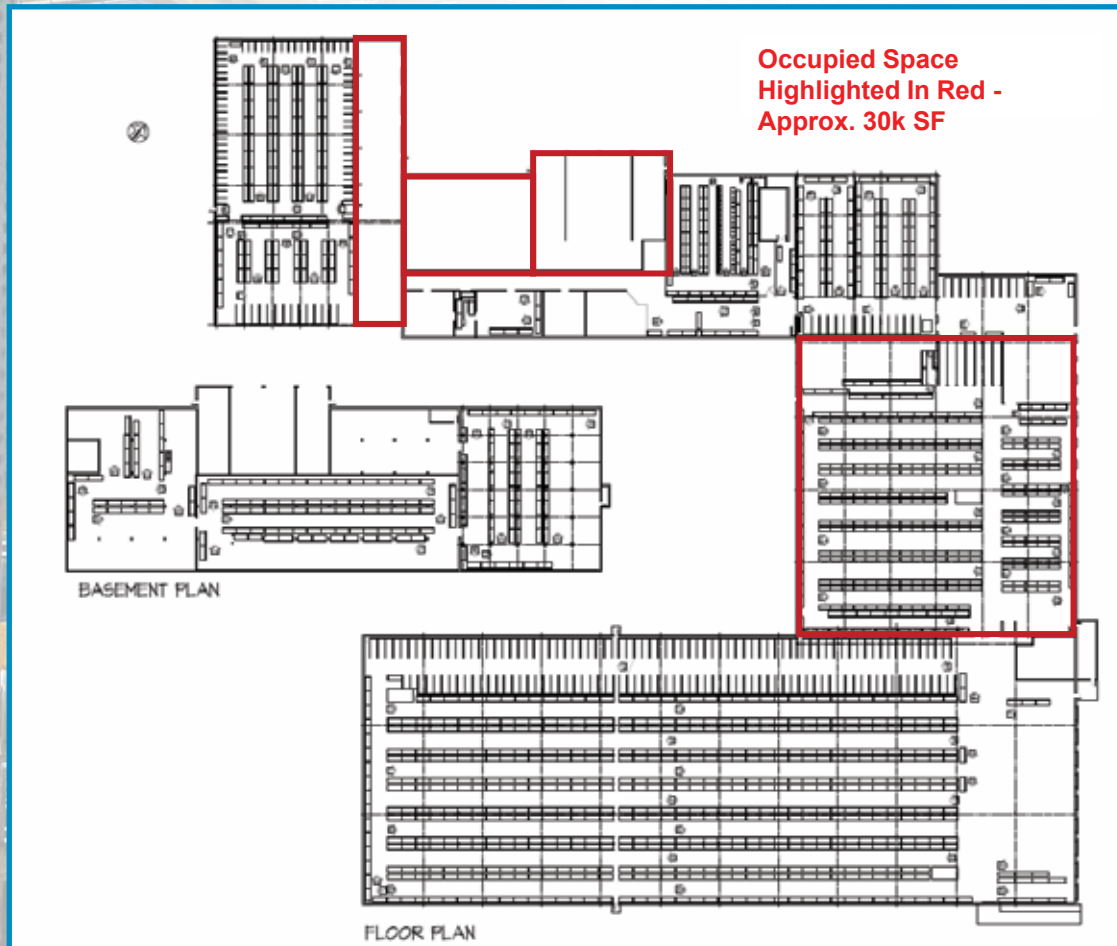 Occupied Space
Highlighted In Red -
Approx. 30k SF
BASEMENT PLAN
FLOOR PLAN